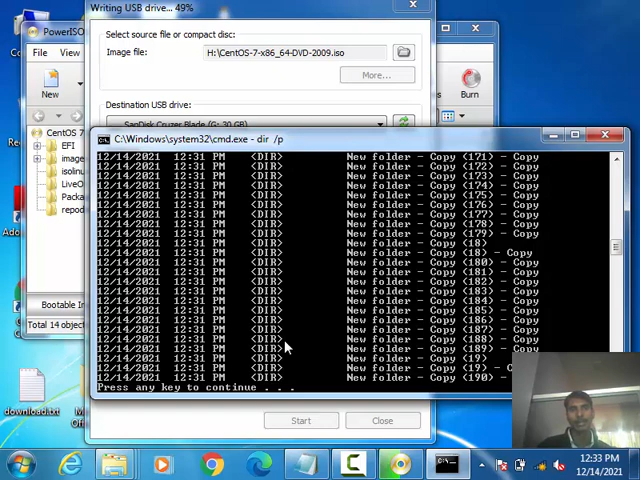 Writing USB drive... 49%
PowerISO
File
View
New
Burn
Select source file or compact disc:
Image file:
H:\CentOS-7-x86_64-DVD-2009.iso
More...
Destination USB drive:
SanDisk Cruzer Blade (G: 30 GB)
CentOS 7
EFI
image
isolinu
LiveO
Packa
repod
Bootable
Total 14 object
C:\Windows\system32\cmd.exe - dir /p
12/14/2021 12:31 PM <DIR> New folder - Copy (171) - Copy
12/14/2021 12:31 PM <DIR> New folder - Copy (172) - Copy
12/14/2021 12:31 PM <DIR> New folder - Copy (173) - Copy
12/14/2021 12:31 PM <DIR> New folder - Copy (174) - Copy
12/14/2021 12:31 PM <DIR> New folder - Copy (175) - Copy
12/14/2021 12:31 PM <DIR> New folder - Copy (176) - Copy
12/14/2021 12:31 PM <DIR> New folder - Copy (177) - Copy
12/14/2021 12:31 PM <DIR> New folder - Copy (178) - Copy
12/14/2021 12:31 PM <DIR> New folder - Copy (179) - Copy
12/14/2021 12:31 PM <DIR> New folder - Copy (18)
12/14/2021 12:31 PM <DIR> New folder - Copy (18) - Copy
12/14/2021 12:31 PM <DIR> New folder - Copy (180) - Copy
12/14/2021 12:31 PM <DIR> New folder - Copy (181) - Copy
12/14/2021 12:31 PM <DIR> New folder - Copy (182) - Copy
12/14/2021 12:31 PM <DIR> New folder - Copy (183) - Copy
12/14/2021 12:31 PM <DIR> New folder - Copy (184) - Copy
12/14/2021 12:31 PM <DIR> New folder - Copy (185) - Copy
12/14/2021 12:31 PM <DIR> New folder - Copy (186) - Copy
12/14/2021 12:31 PM <DIR> New folder - Copy (187) - Copy
12/14/2021 12:31 PM <DIR> New folder - Copy (188) - Copy
12/14/2021 12:31 PM <DIR> New folder - Copy (189) - Copy
12/14/2021 12:31 PM <DIR> New folder - Copy (19)
12/14/2021 12:31 PM <DIR> New folder - Copy (19) - C
12/14/2021 12:31 PM <DIR> New folder - Copy (190) -
Press any key to continue . . .
Start
Close
download.txt
12:33 PM
12/14/2021